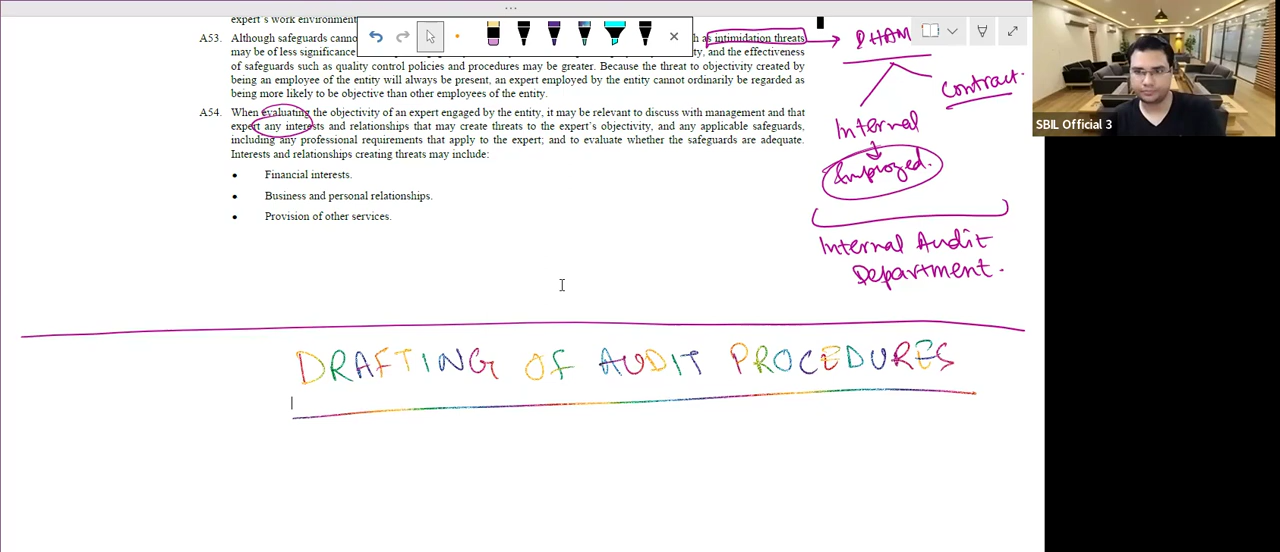 expert's work environment
A53. Although safeguards canno
h as intimidation threats
may be of less significance
ty, and the effectiveness
of safeguards such as quality control policies and procedures may be greater. Because the threat to objectivity created by
being an employee of the entity will always be present, an expert employed by the entity cannot ordinarily be regarded as
being more likely to be objective than other employees of the entity.
A54. When evaluating the objectivity of an expert engaged by the entity, it may be relevant to discuss with management and that
expert any interests and relationships that may create threats to the expert's objectivity, and any applicable safeguards,
including any professional requirements that apply to the expert; and to evaluate whether the safeguards are adequate.
Interests and relationships creating threats may include:
• Financial interests.
• Business and personal relationships.
• Provision of other services.
Contract.
Internal
Employed.
Internal Audit
Department.
DRAFTING OF AUDIT PROCEDURES
SBIL Official 3